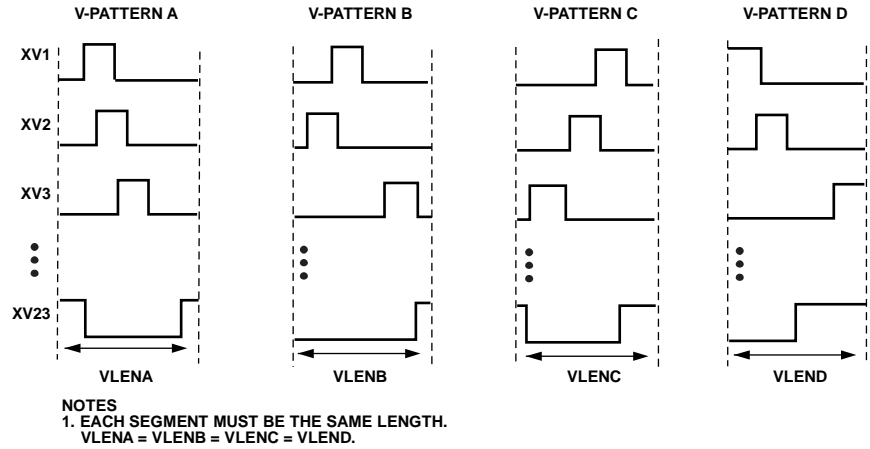 V-PATTERN A V-PATTERN B V-PATTERN C V-PATTERN D
XV1
XV2
XV3
XV23
VLENA VLENB VLENC VLEND
NOTES
1. EACH SEGMENT MUST BE THE SAME LENGTH.
VLENA = VLENB = VLENC = VLEND.